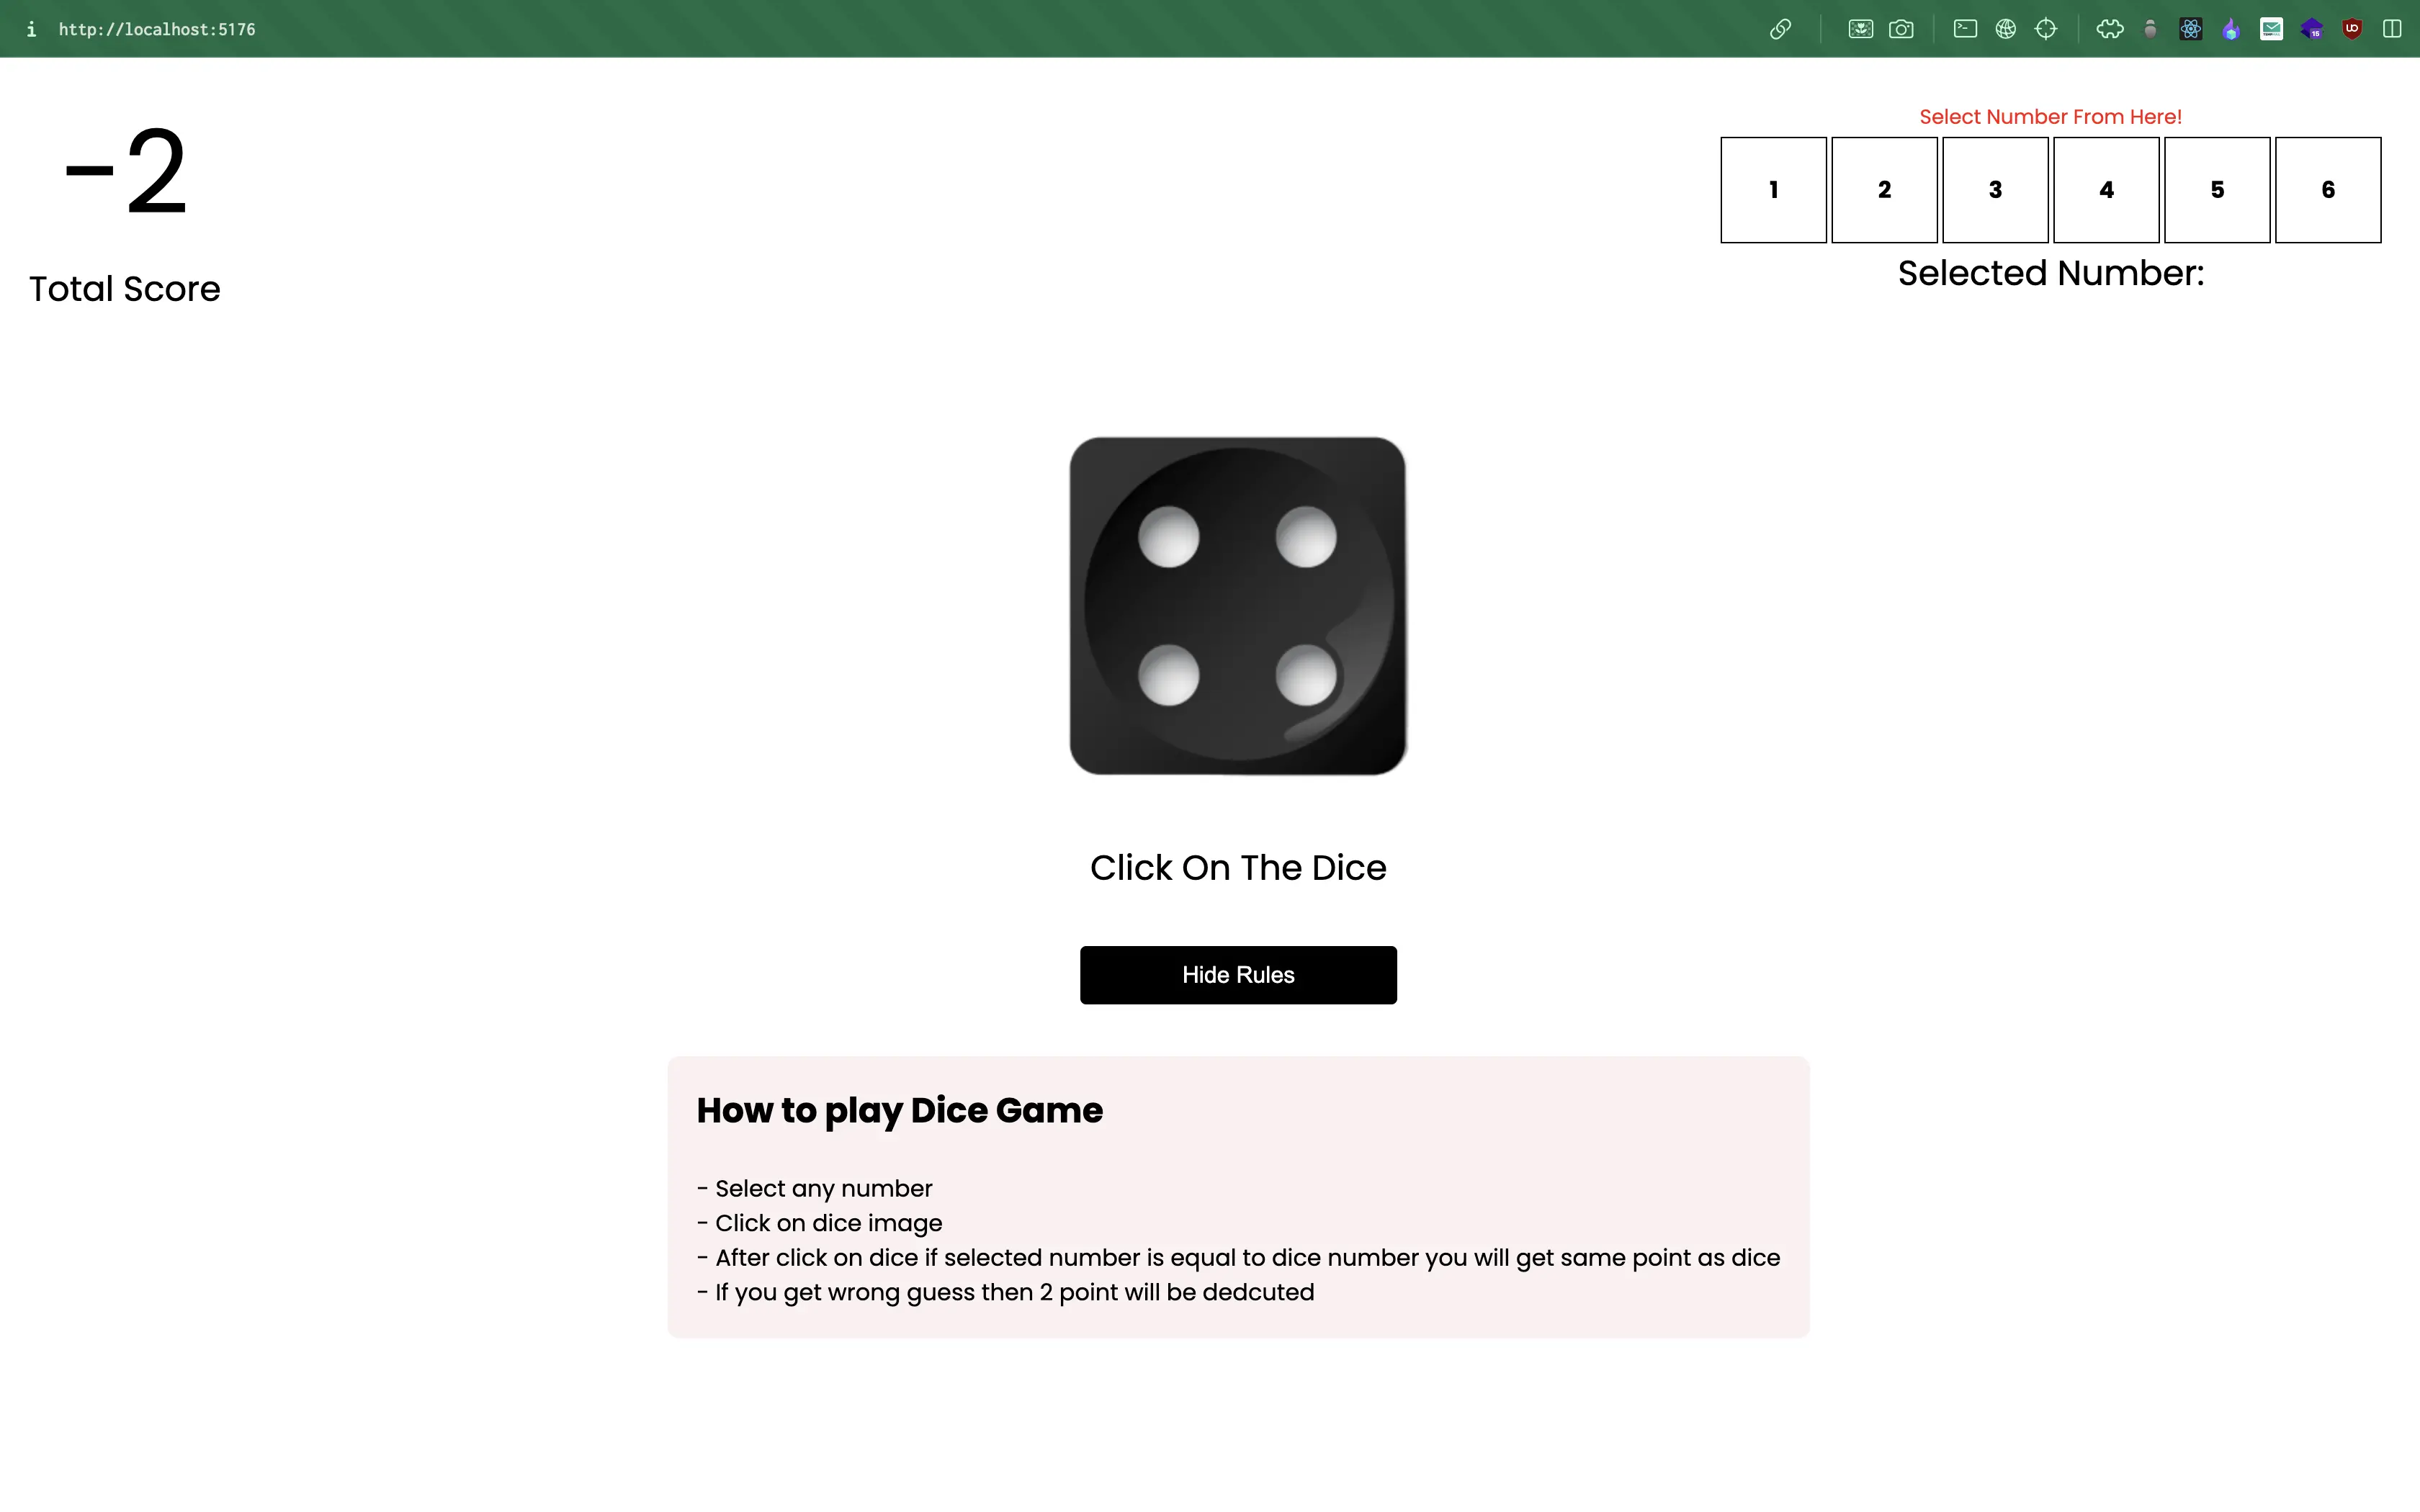 i http://localhost:5176
15
-2
Total Score
Select Number From Here!
1 2 3 4 5 6
Selected Number:
Click On The Dice
Hide Rules
How to play Dice Game
- Select any number
- Click on dice image
- After click on dice if selected number is equal to dice number you will get same point as dice
- If you get wrong guess then 2 point will be dedcuted